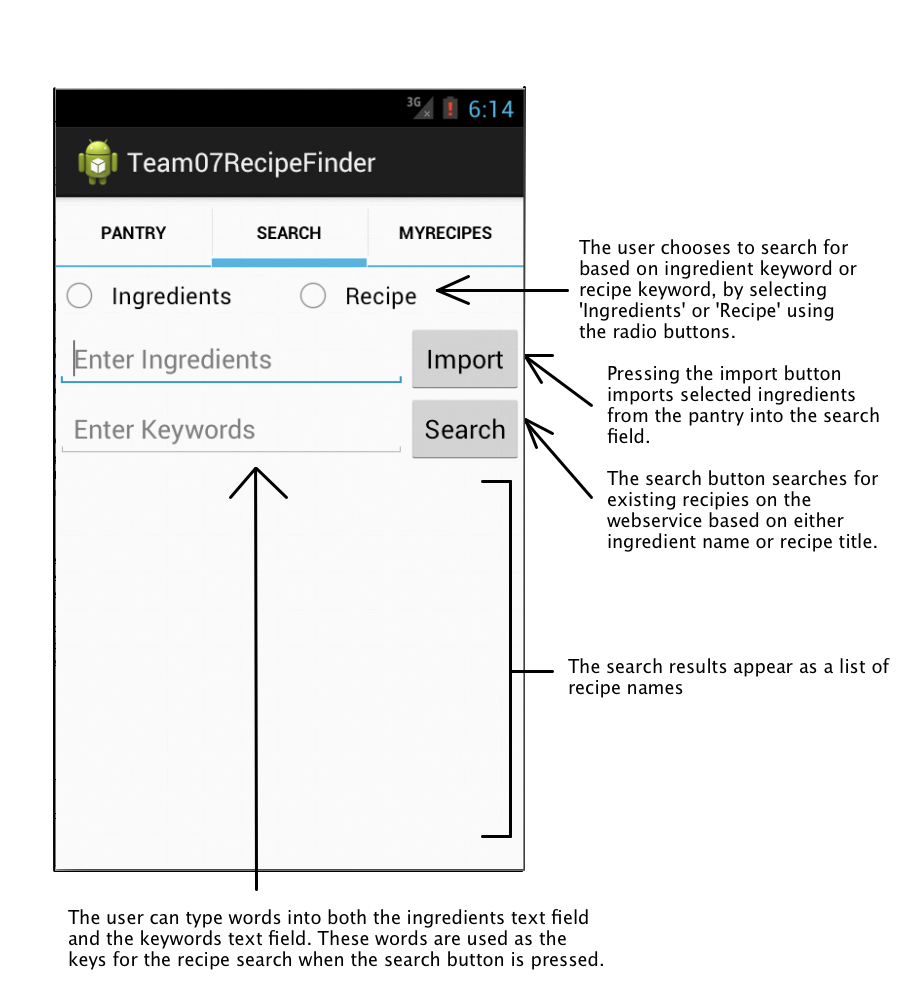 3G
6:14
Team07RecipeFinder
PANTRY SEARCH MYRECIPES
Ingredients Recipe
Enter Ingredients Import
Enter Keywords Search
The user chooses to search for
based on ingredient keyword or
recipe keyword, by selecting
'Ingredients' or 'Recipe' using
the radio buttons.
Pressing the import button
imports selected ingredients
from the pantry into the search
field.
The search button searches for
existing recipies on the
webservice based on either
ingredient name or recipe title.
The search results appear as a list of
recipe names
The user can type words into both the ingredients text field
and the keywords text field. These words are used as the
keys for the recipe search when the search button is pressed.